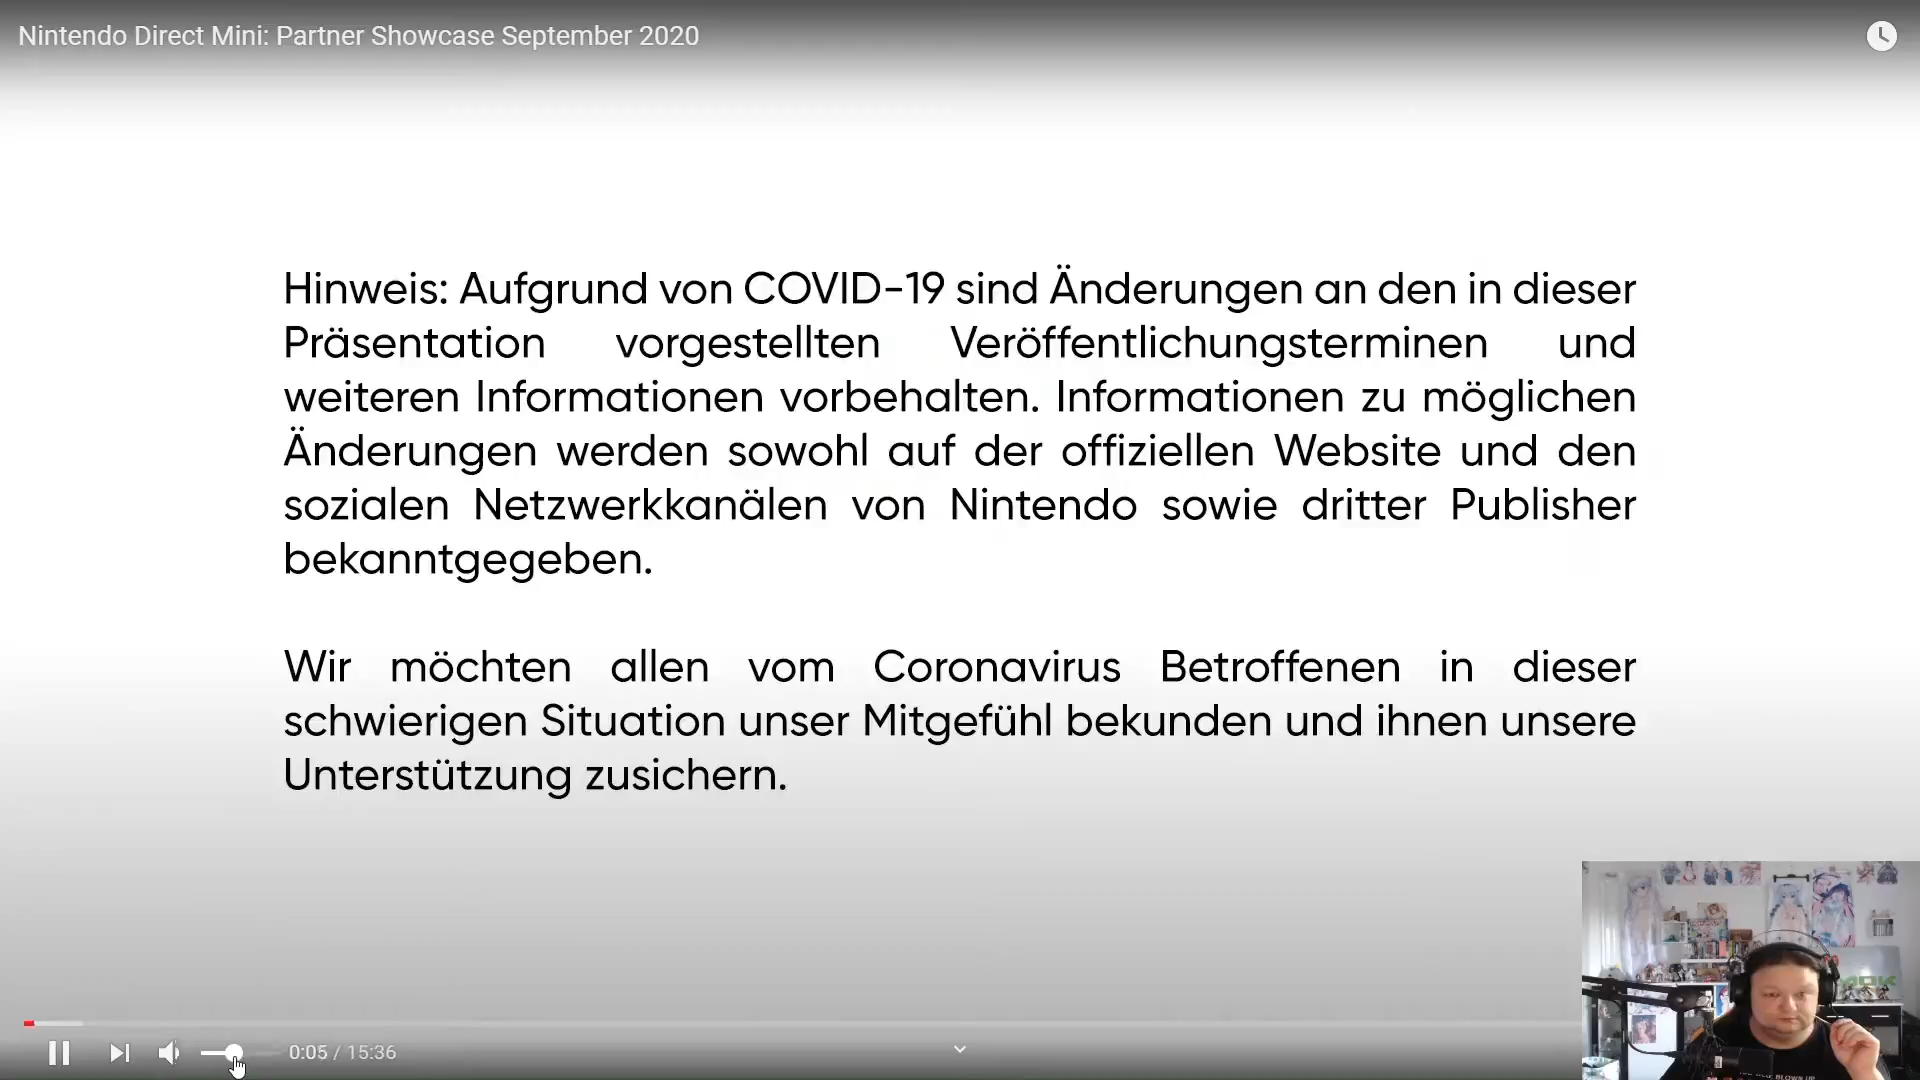 Nintendo Direct Mini: Partner Showcase September 2020
Hinweis: Aufgrund von COVID-19 sind Änderungen an den in dieser
Präsentation vorgestellten Veröffentlichungsterminen und
weiteren Informationen vorbehalten. Informationen zu möglichen
Änderungen werden sowohl auf der offiziellen Website und den
sozialen Netzwerkkanälen von Nintendo sowie dritter Publisher
bekanntgegeben.
Wir möchten allen vom Coronavirus Betroffenen in dieser
schwierigen Situation unser Mitgefühl bekunden und ihnen unsere
Unterstützung zusichern.
0:05 / 15:36